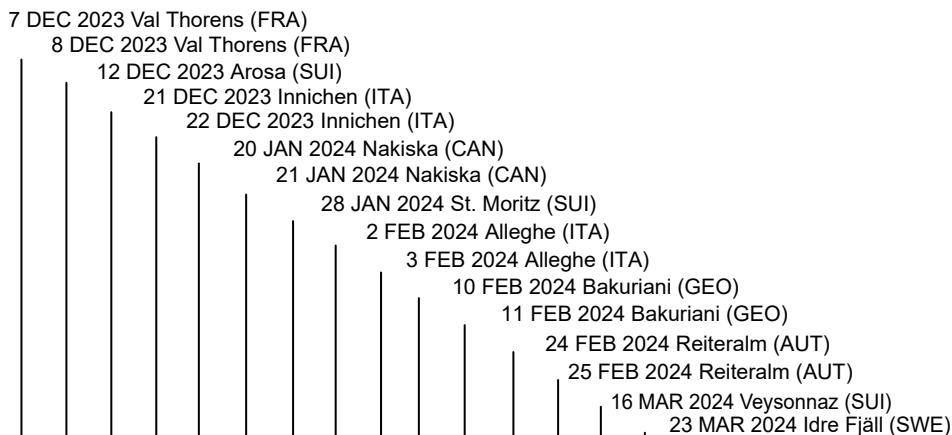 7 DEC 2023 Val Thorens (FRA)
8 DEC 2023 Val Thorens (FRA)
12 DEC 2023 Arosa (SUI)
21 DEC 2023 Innichen (ITA)
22 DEC 2023 Innichen (ITA)
20 JAN 2024 Nakiska (CAN)
21 JAN 2024 Nakiska (CAN)
28 JAN 2024 St. Moritz (SUI)
2 FEB 2024 Alleghe (ITA)
3 FEB 2024 Alleghe (ITA)
10 FEB 2024 Bakuriani (GEO)
11 FEB 2024 Bakuriani (GEO)
24 FEB 2024 Reiteralm (AUT)
25 FEB 2024 Reiteralm (AUT)
16 MAR 2024 Veysonnaz (SUI)
23 MAR 2024 Idre Fjäll (SWE)